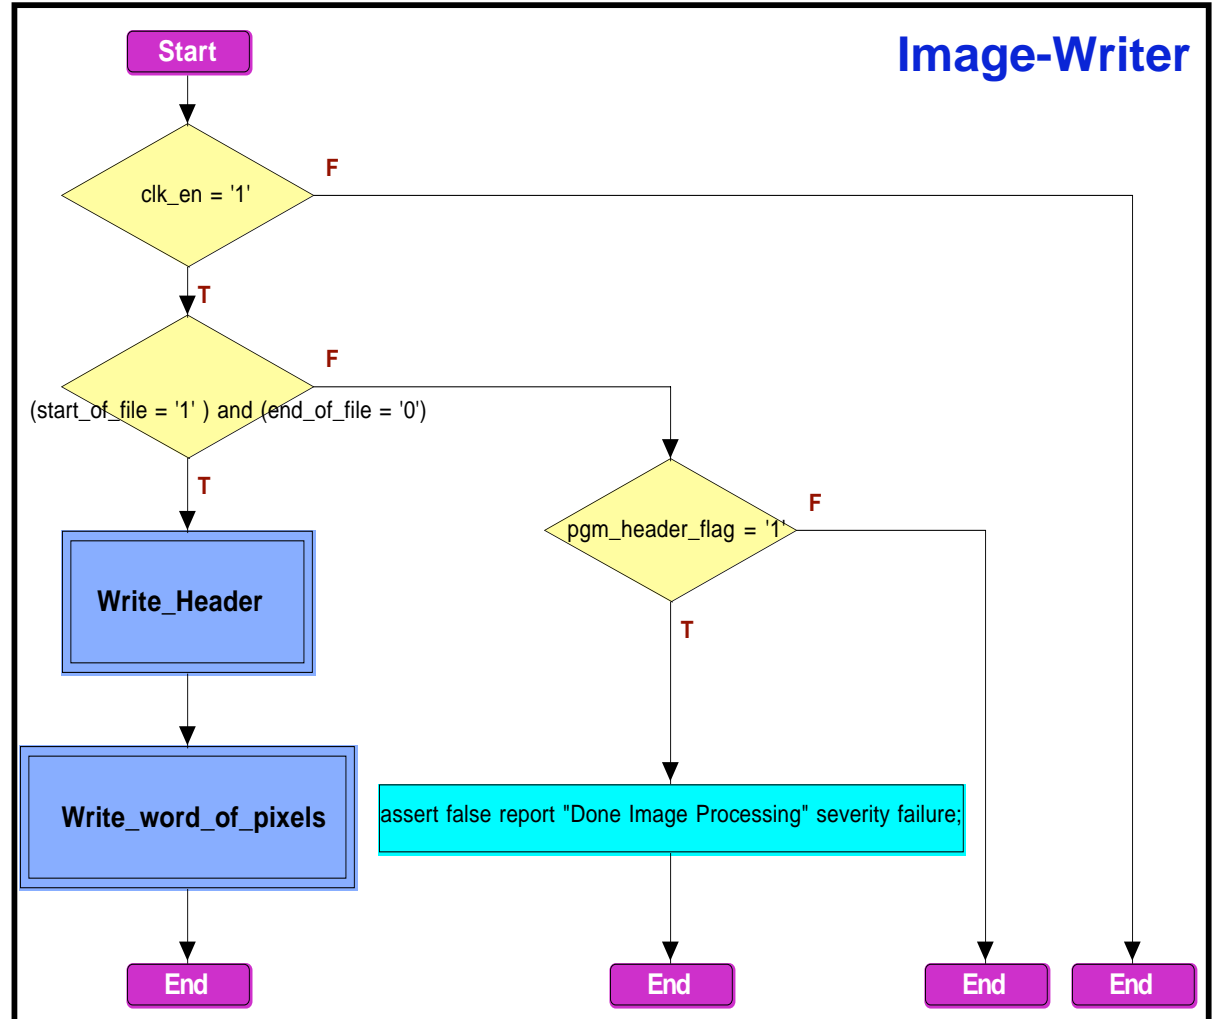 Start
Image-Writer
F
clk_en = '1'
T
F
(start_of_file = '1' ) and (end_of_file = '0')
T
F
pgm_header_flag = '1'
Write_Header
T
Write_word_of_pixels
assert false report "Done Image Processing" severity failure;
End
End
End
End